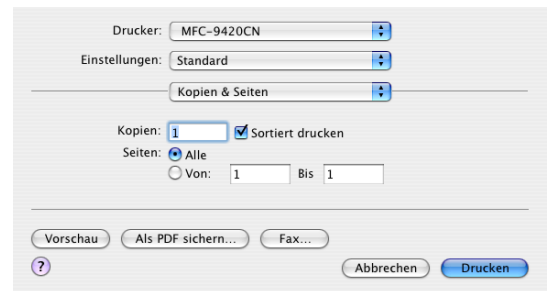 Drucker: MFC-9420CN
Einstellungen: Standard
Kopien & Seiten
Kopien: 1 Sortiert drucken
Seiten: Alle
Von: 1 Bis 1
Vorschau Als PDF sichern... Fax...
? Abbrechen Drucken